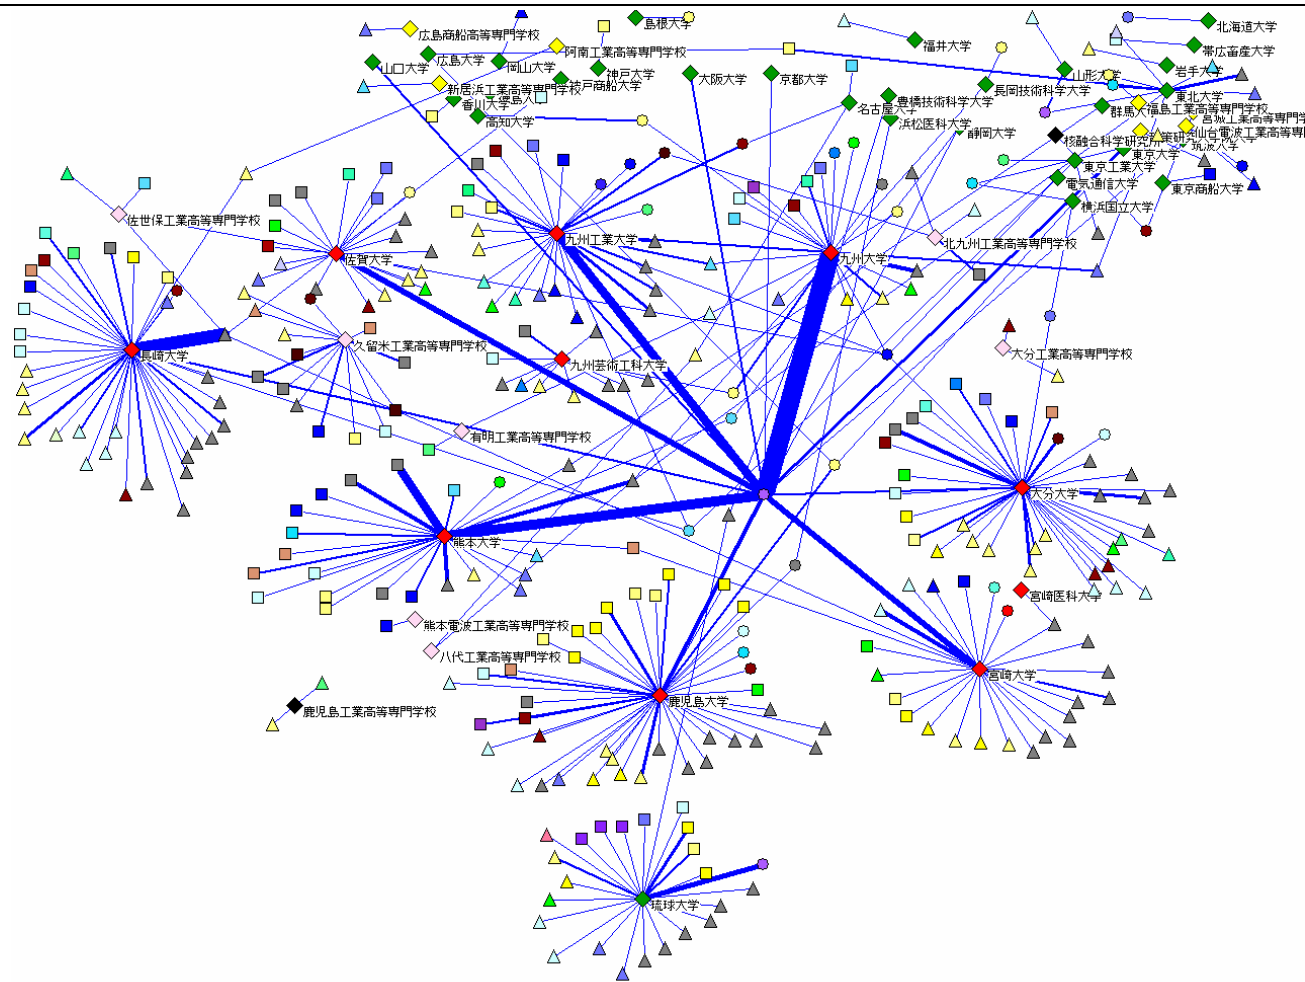 島根大学
北海道大学
広島商船高等専門学校
福井大学
帯広畜産大学
阿南工業高等専門学校
広島大学
山口大学
岡山大学
神戸大学
大阪大学
京都大学
山形大学
岩手大学
神戸商船大学
新居浜工業高等専門学校
長岡技術科学大学
東北大学
香川大学
豊橋技術科学大学
名古屋大学
群馬大
福島工業高等専門学校
高知大学
浜松医科大学
静岡大学
仙台電波工業高等専
核融合科学研究所
東京大学
筑波大学
東京工業大学
電気通信大学
東京商船大学
横浜国立大学
佐世保工業高等専門学校
九州工業大学
北九州工業高等専門学校
佐賀大学
九州大学
久留米工業高等専門学校
長崎大学
大分工業高等専門学校
九州芸術工科大学
有明工業高等専門学校
大分大学
熊本大学
宮崎医科大学
熊本電波工業高等専門学校
八代工業高等専門学校
宮崎大学
鹿児島大学
鹿児島工業高等専門学校
琉球大学